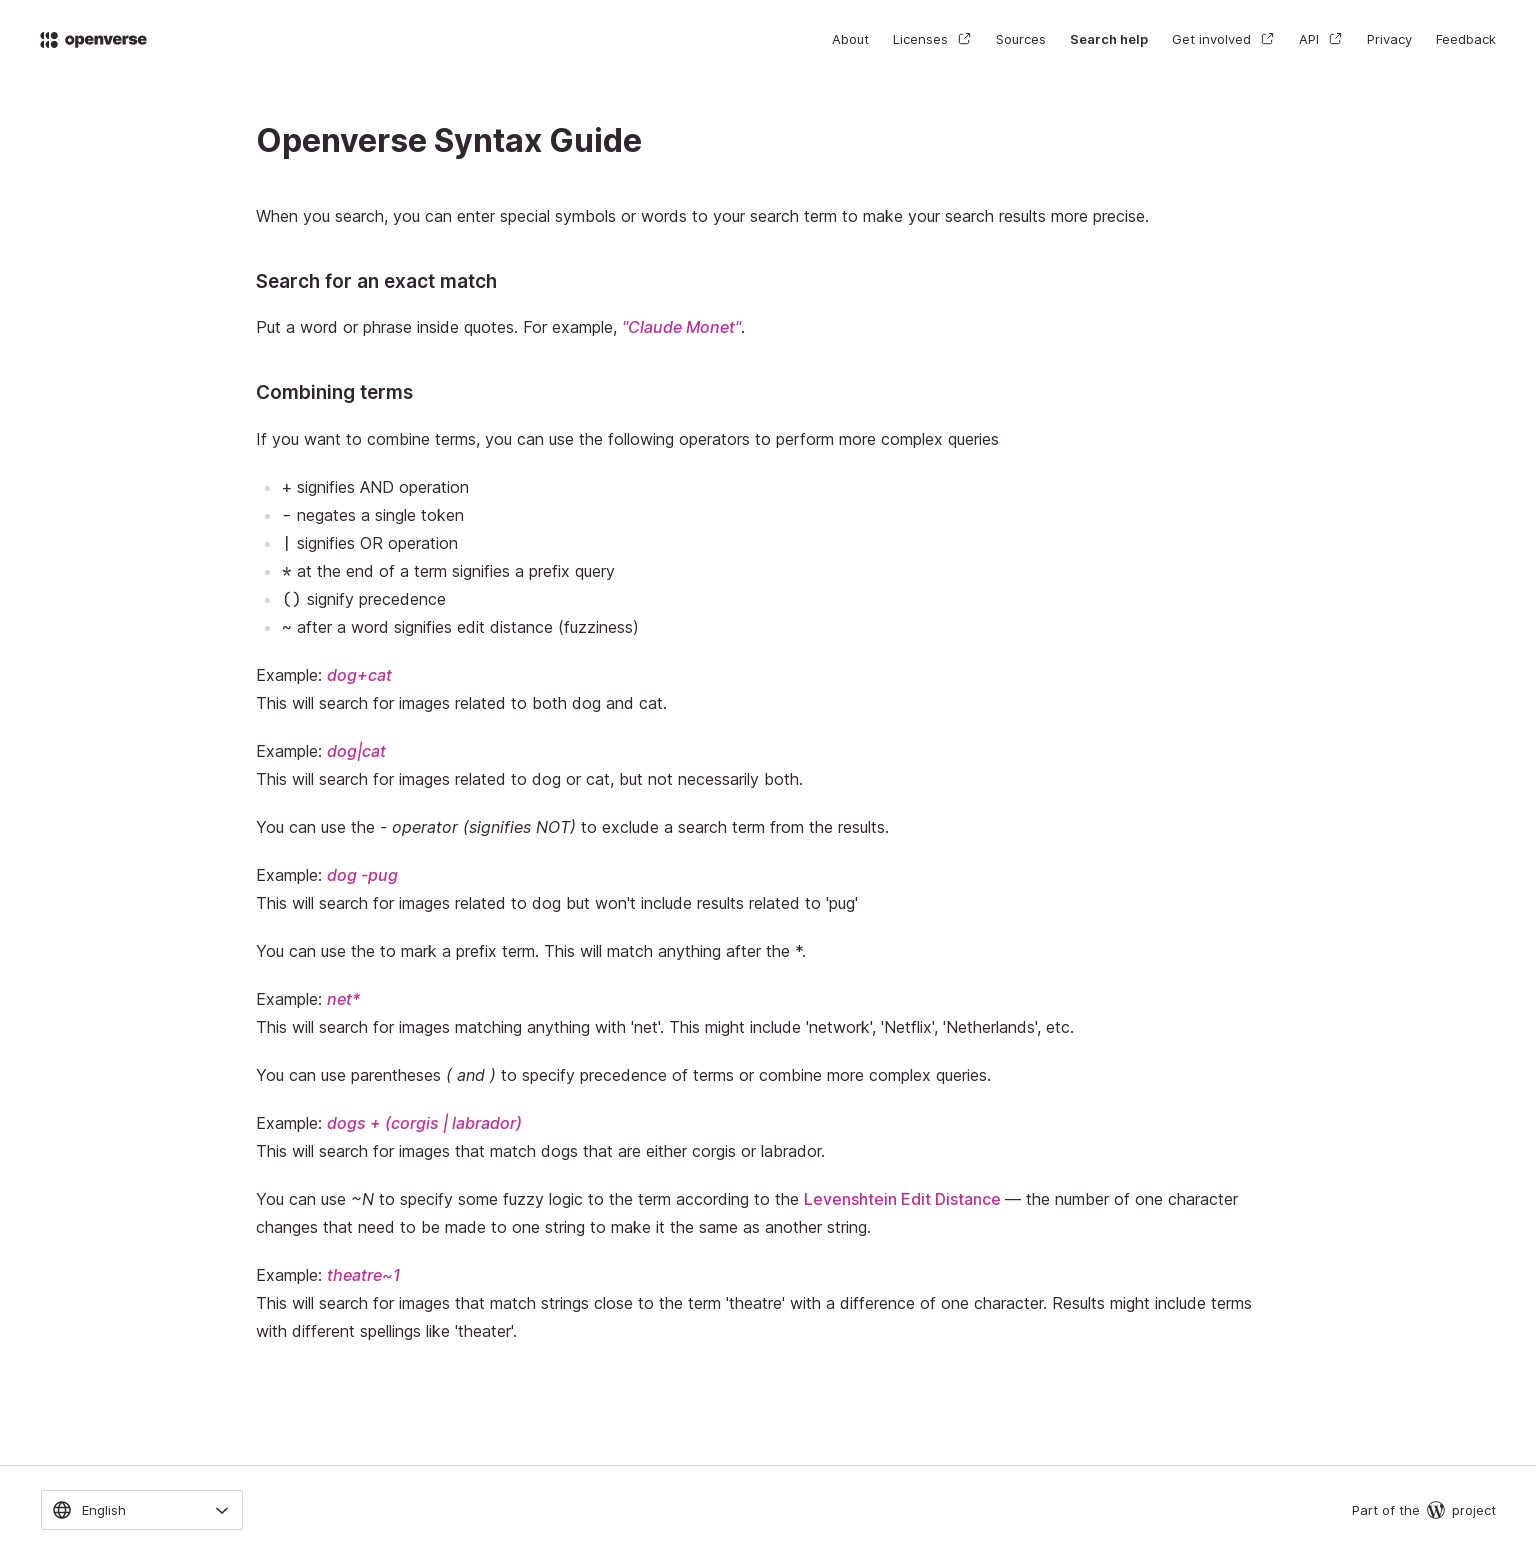 openverse
About Licenses Sources Search help Get involved API Privacy Feedback
Openverse Syntax Guide
When you search, you can enter special symbols or words to your search term to make your search results more precise.
Search for an exact match
Put a word or phrase inside quotes. For example, "Claude Monet".
Combining terms
If you want to combine terms, you can use the following operators to perform more complex queries
+ signifies AND operation
- negates a single token
| signifies OR operation
* at the end of a term signifies a prefix query
() signify precedence
~ after a word signifies edit distance (fuzziness)
Example: dog+cat
This will search for images related to both dog and cat.
Example: dog|cat
This will search for images related to dog or cat, but not necessarily both.
You can use the - operator (signifies NOT) to exclude a search term from the results.
Example: dog -pug
This will search for images related to dog but won't include results related to 'pug'
You can use the to mark a prefix term. This will match anything after the *.
Example: net*
This will search for images matching anything with 'net'. This might include 'network', 'Netflix', 'Netherlands', etc.
You can use parentheses ( and ) to specify precedence of terms or combine more complex queries.
Example: dogs + (corgis | labrador)
This will search for images that match dogs that are either corgis or labrador.
You can use ~N to specify some fuzzy logic to the term according to the Levenshtein Edit Distance — the number of one character
changes that need to be made to one string to make it the same as another string.
Example: theatre~1
This will search for images that match strings close to the term 'theatre' with a difference of one character. Results might include terms
with different spellings like 'theater'.
English
Part of the project